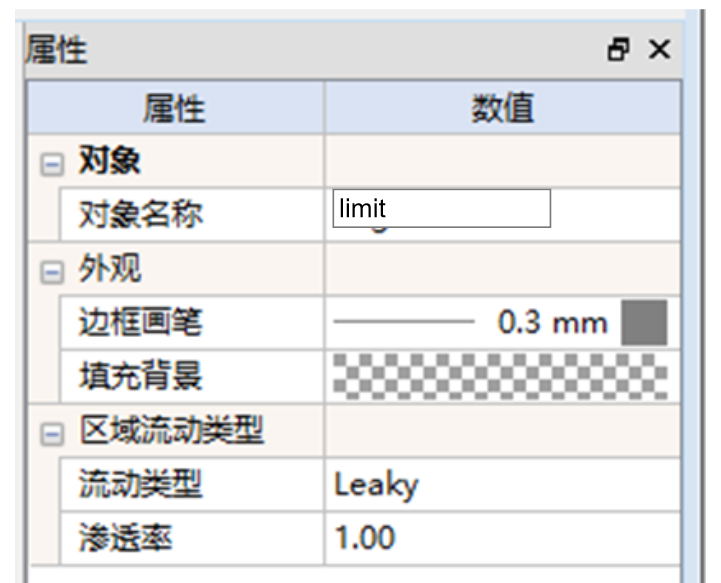 属性
属性 数值
对象
对象名称 limit
外观
边框画笔 0.3 mm
填充背景
区域流动类型
流动类型 Leaky
渗透率 1.00